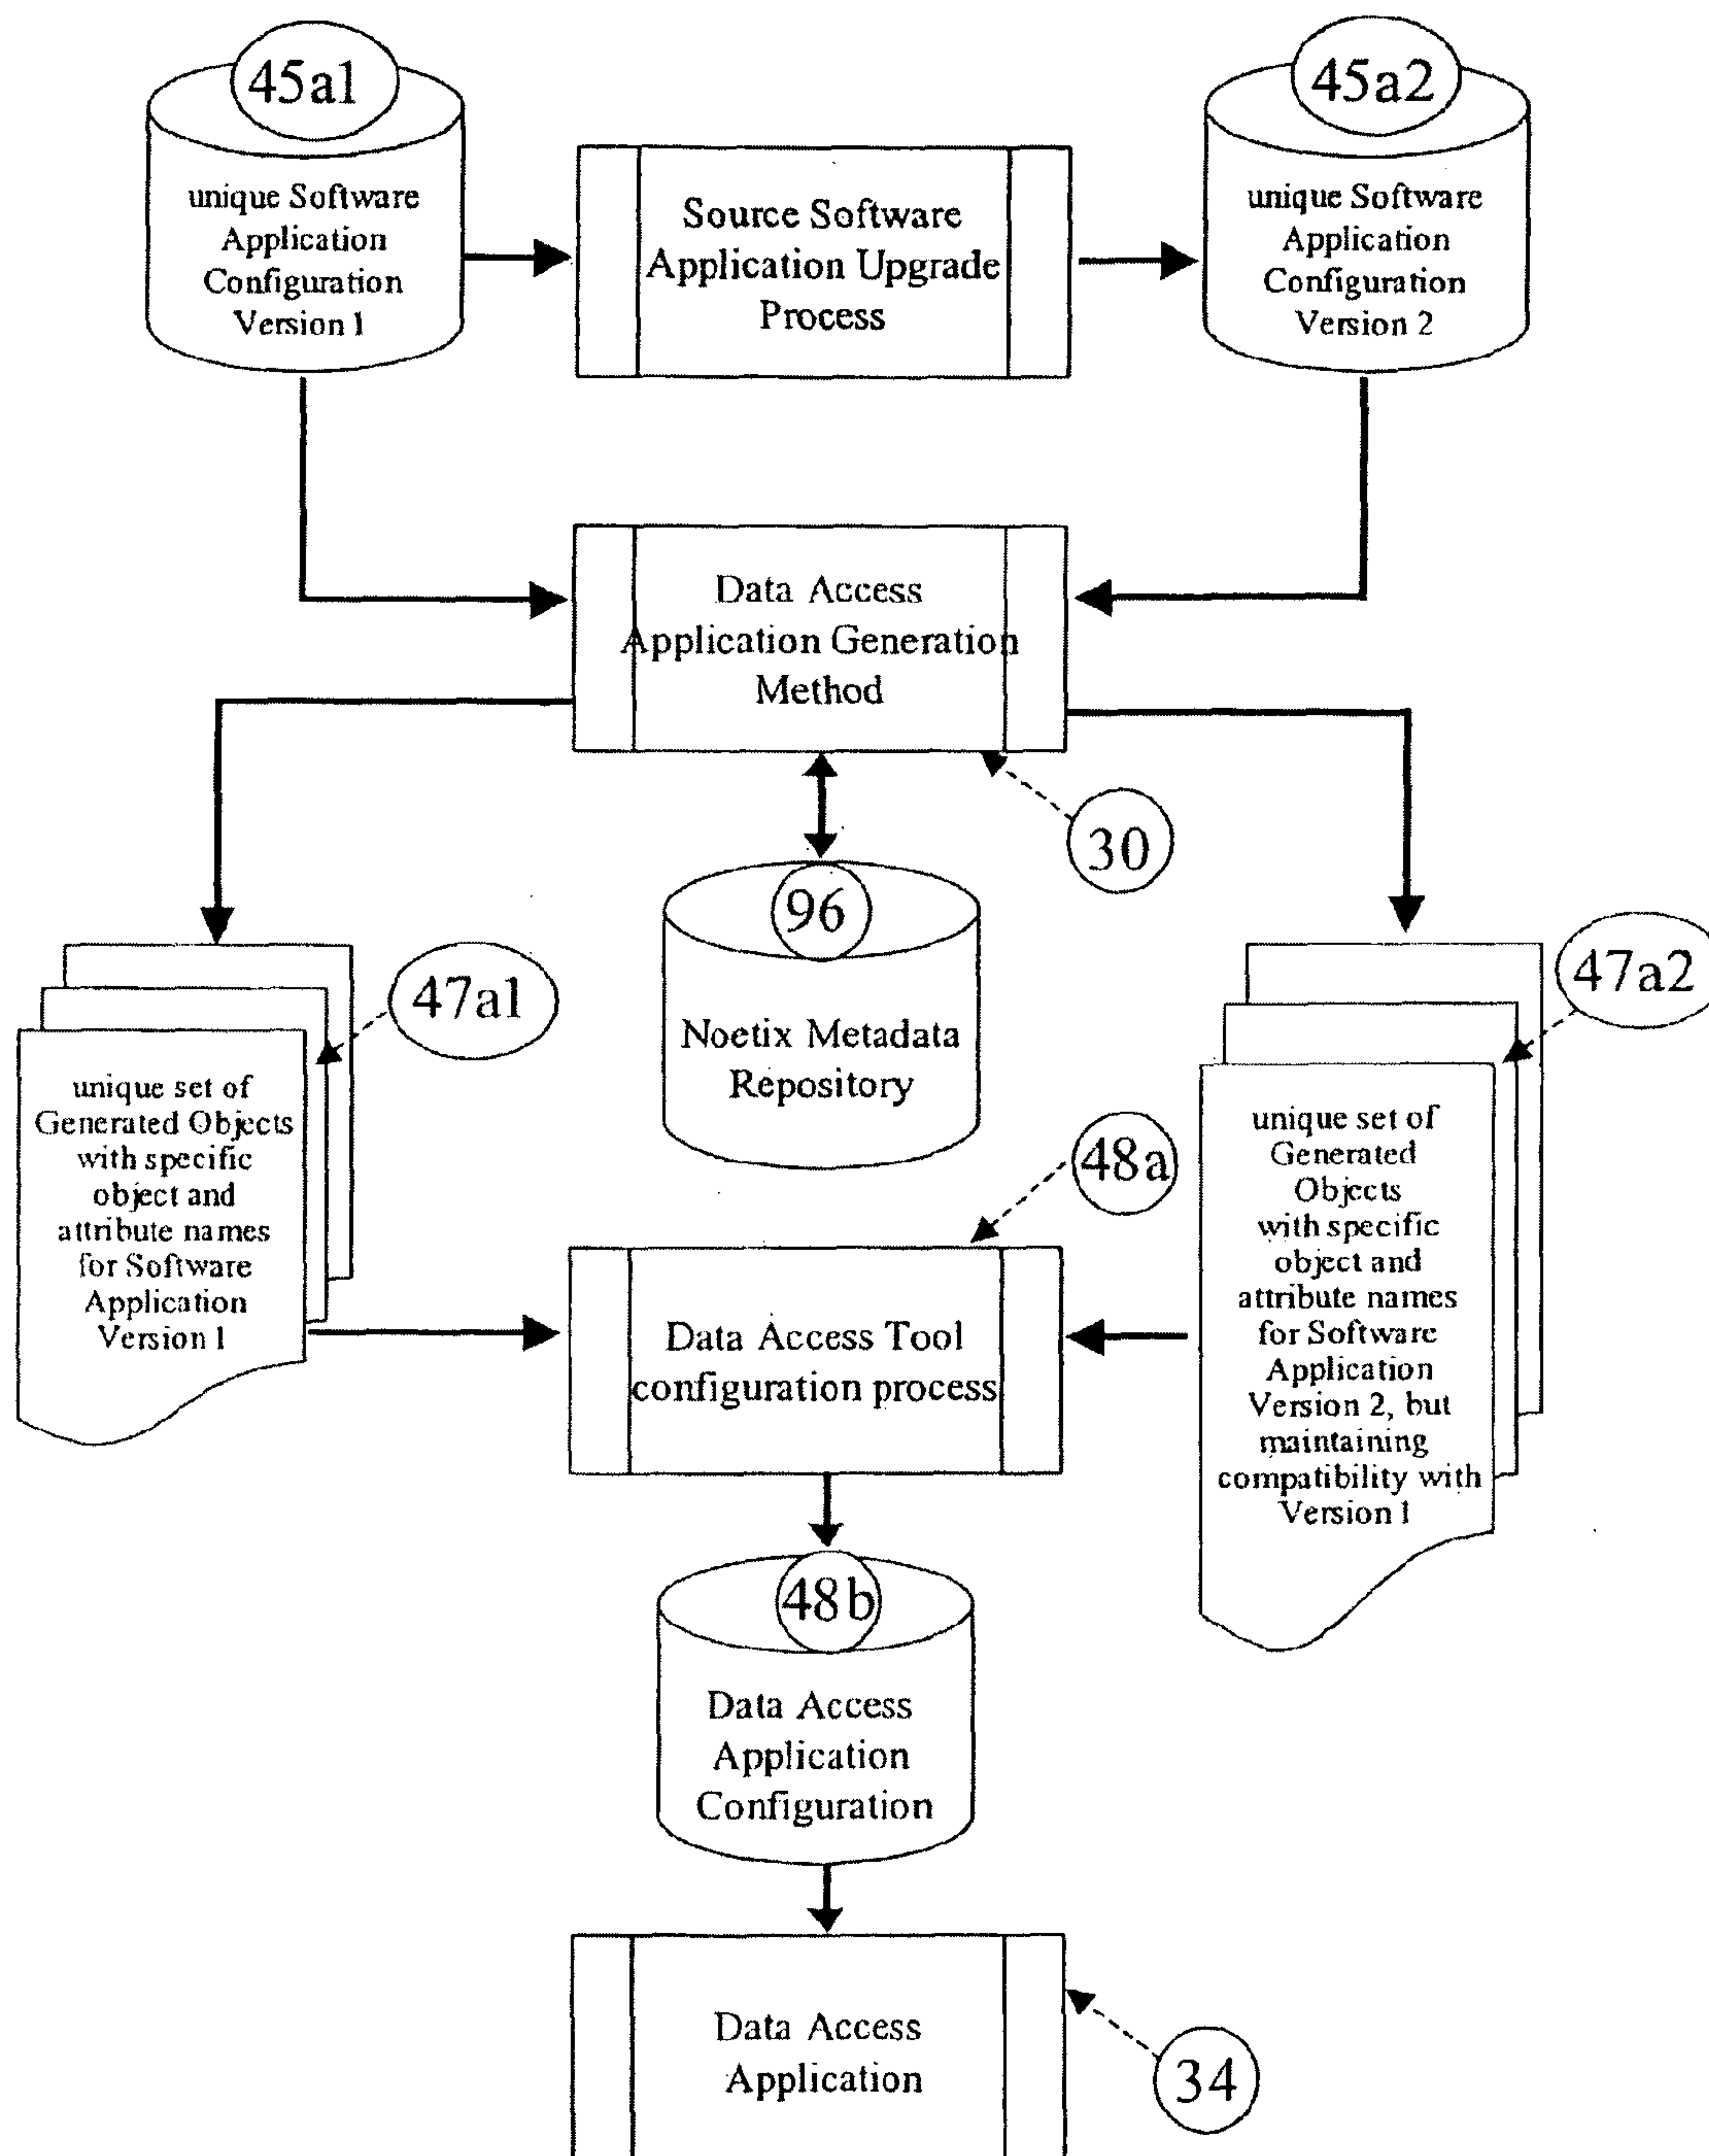 45a1
unique Software
Application
Configuration
Version 1
Source Software
Application Upgrade
Process
45a2
unique Software
Application
Configuration
Version 2
Data Access
Application Generation
Method
30
96
Noetix Metadata
Repository
47a1
unique set of
Generated Objects
with specific
object and
attribute names
for Software
Application
Version 1
47a2
unique set of
Generated
Objects
with specific
object and
attribute names
for Software
Application
Version 2, but
maintaining
compatibility with
Version 1
48a
Data Access Tool
configuration process
48b
Data Access
Application
Configuration
Data Access
Application
34